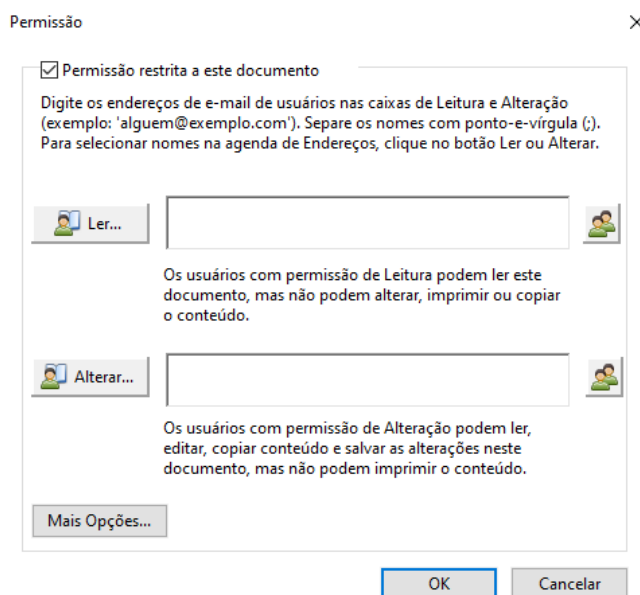 Permissão
Permissão restrita a este documento
Digite os endereços de e-mail de usuários nas caixas de Leitura e Alteração
(exemplo: 'alguem@exemplo.com'). Separe os nomes com ponto-e-vírgula (;).
Para selecionar nomes na agenda de Endereços, clique no botão Ler ou Alterar.
Ler...
Os usuários com permissão de Leitura podem ler este
documento, mas não podem alterar, imprimir ou copiar
o conteúdo.
Alterar...
Os usuários com permissão de Alteração podem ler,
editar, copiar conteúdo e salvar as alterações neste
documento, mas não podem imprimir o conteúdo.
Mais Opções...
OK
Cancelar